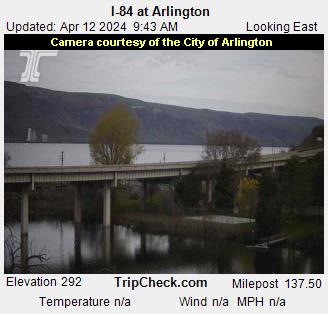 I-84 at Arlington
Updated: Apr 12 2024 9:43 AM Looking East
Camera courtesy of the City of Arlington
Elevation 292 TripCheck.com Milepost 137.50
Temperature n/a Wind n/a MPH n/a